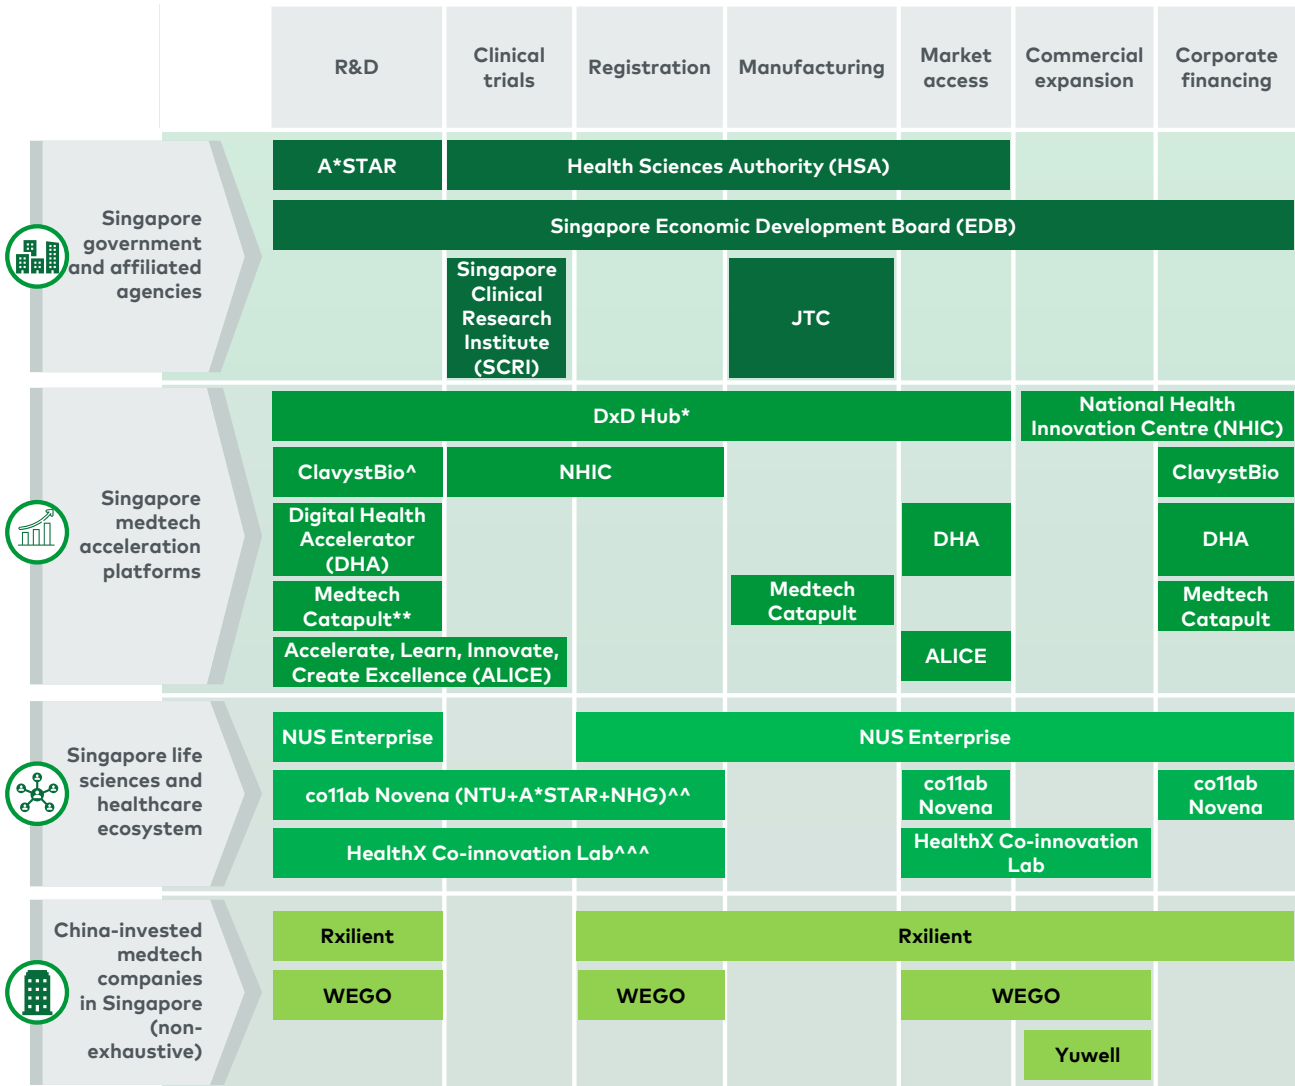 R&D
Clinical
trials
Registration
Manufacturing
Market
access
Commercial
expansion
Corporate
financing
Singapore
government
and affiliated
agencies
A*STAR
Health Sciences Authority (HSA)
Singapore Economic Development Board (EDB)
Singapore
Clinical
Research
Institute
(SCRI)
JTC
Singapore
medtech
acceleration
platforms
DxD Hub*
National Health
Innovation Centre (NHIC)
ClavystBio^
NHIC
ClavystBio
Digital Health
Accelerator
(DHA)
DHA
DHA
Medtech
Catapult**
Medtech
Catapult
Medtech
Catapult
Accelerate, Learn, Innovate,
Create Excellence (ALICE)
ALICE
Singapore life
sciences and
healthcare
ecosystem
NUS Enterprise
NUS Enterprise
co11ab Novena (NTU+A*STAR+NHG)^^
co11ab
Novena
co11ab
Novena
HealthX Co-innovation Lab^^^
HealthX Co-innovation
Lab
China-invested
medtech
companies
in Singapore
(non-
exhaustive)
Rxilient
Rxilient
WEGO
WEGO
WEGO
Yuwell